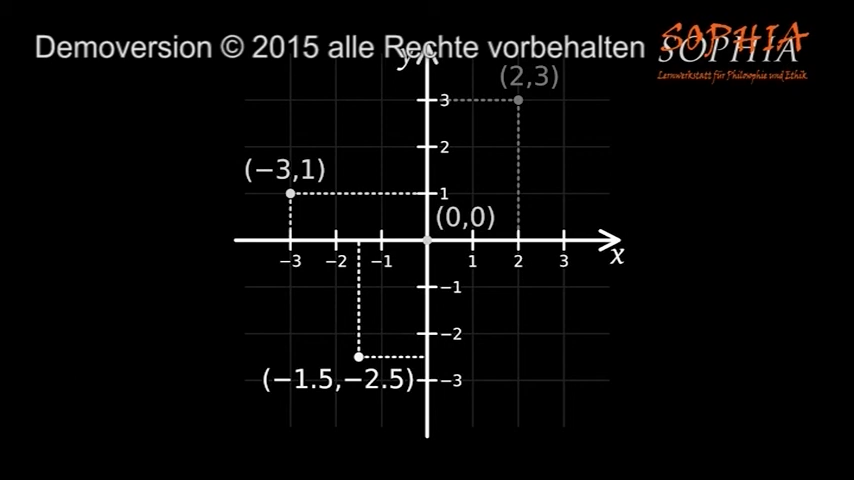 Demoversion © 2015 alle Rechte vorbehalten
SOPHIA
SOPHIA
Lernwerkstatt für Philosophie und Ethik
y
(2,3)
3
2
(−3,1)
1
(0,0)
−3 −2 −1 1 2 3 x
−1
−2
(−1.5,−2.5)
−3